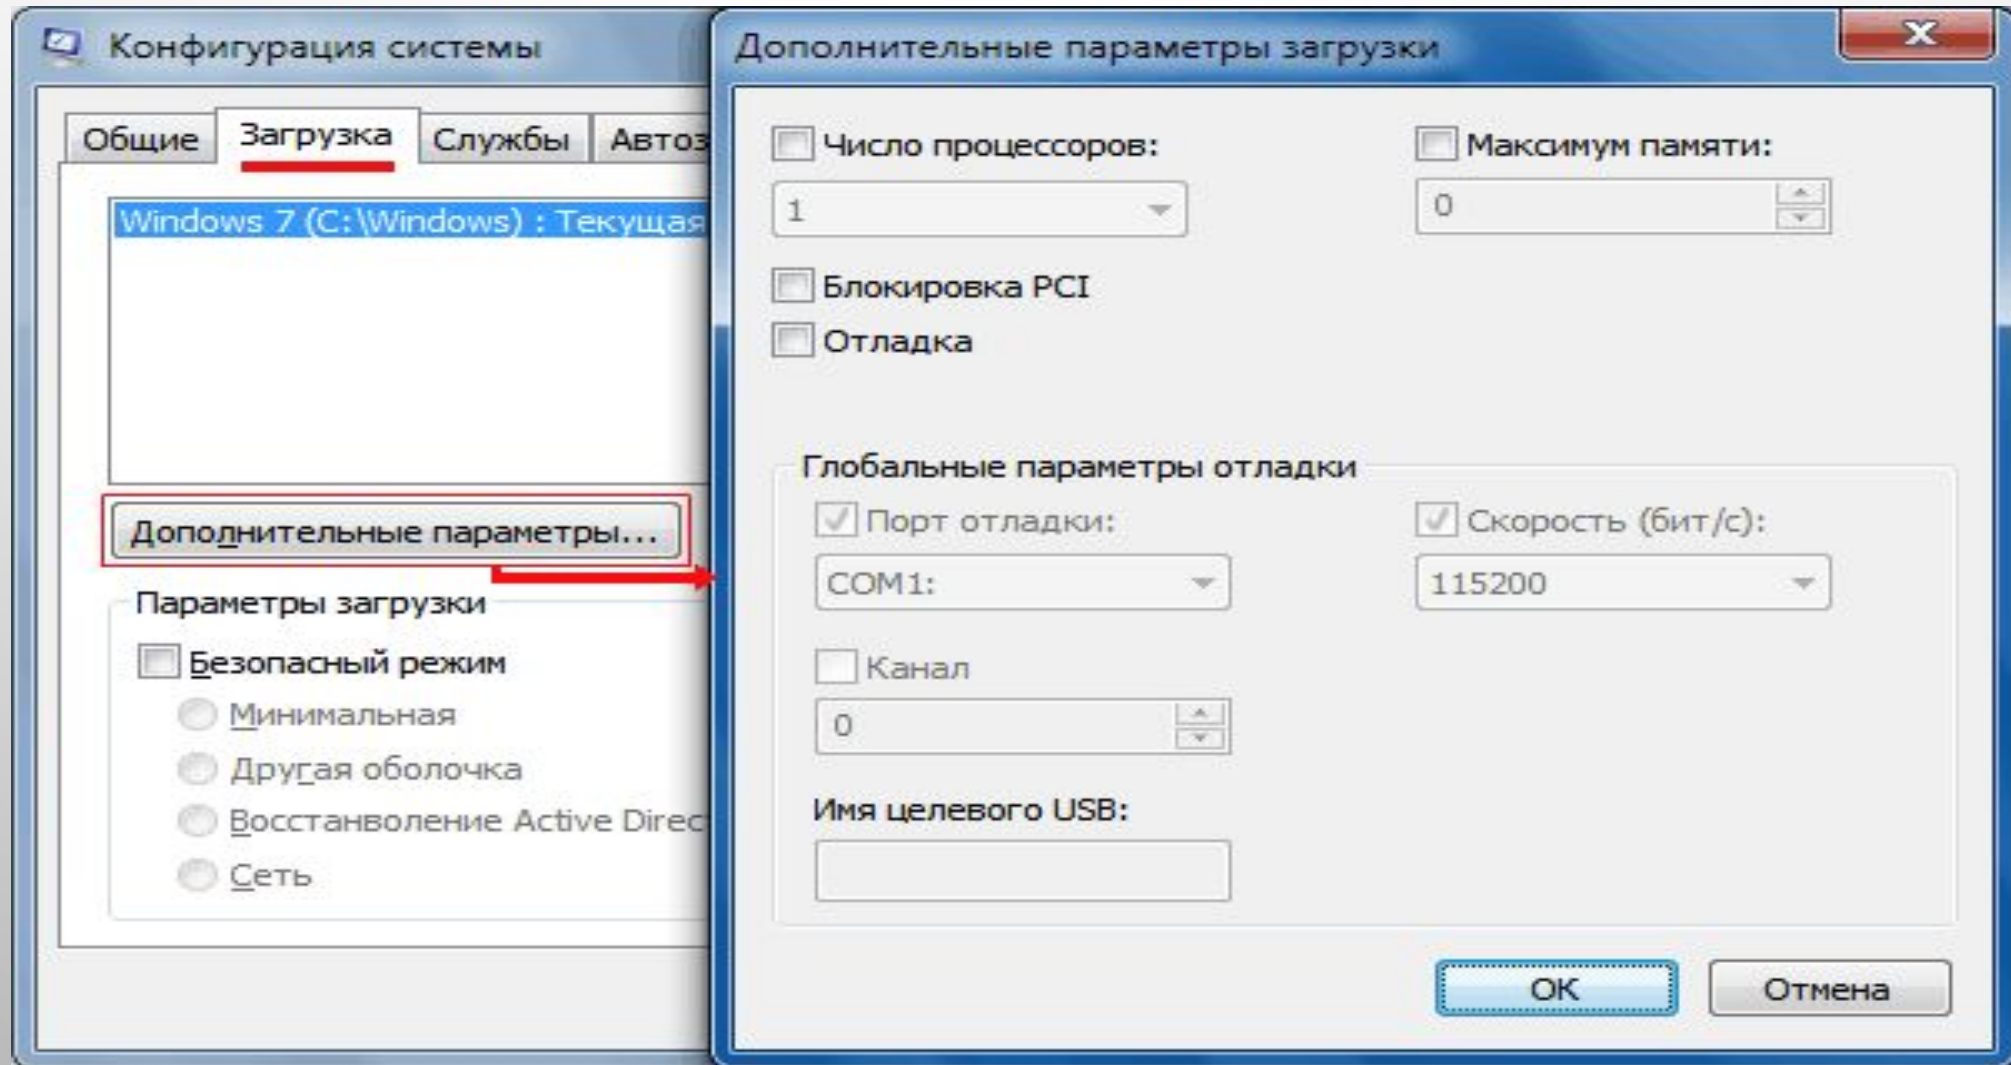 Конфигурация системы
Общие Загрузка Службы Автоз
Windows 7 (C:\Windows) : Текущая
Дополнительные параметры...
Параметры загрузки
Безопасный режим
Минимальная
Другая оболочка
Восстанволение Active Direc
Сеть
Дополнительные параметры загрузки
Число процессоров: Максимум памяти:
1 0
Блокировка PCI
Отладка
Глобальные параметры отладки
Порт отладки: Скорость (бит/с):
COM1: 115200
Канал
0
Имя целевого USB:
OK Отмена